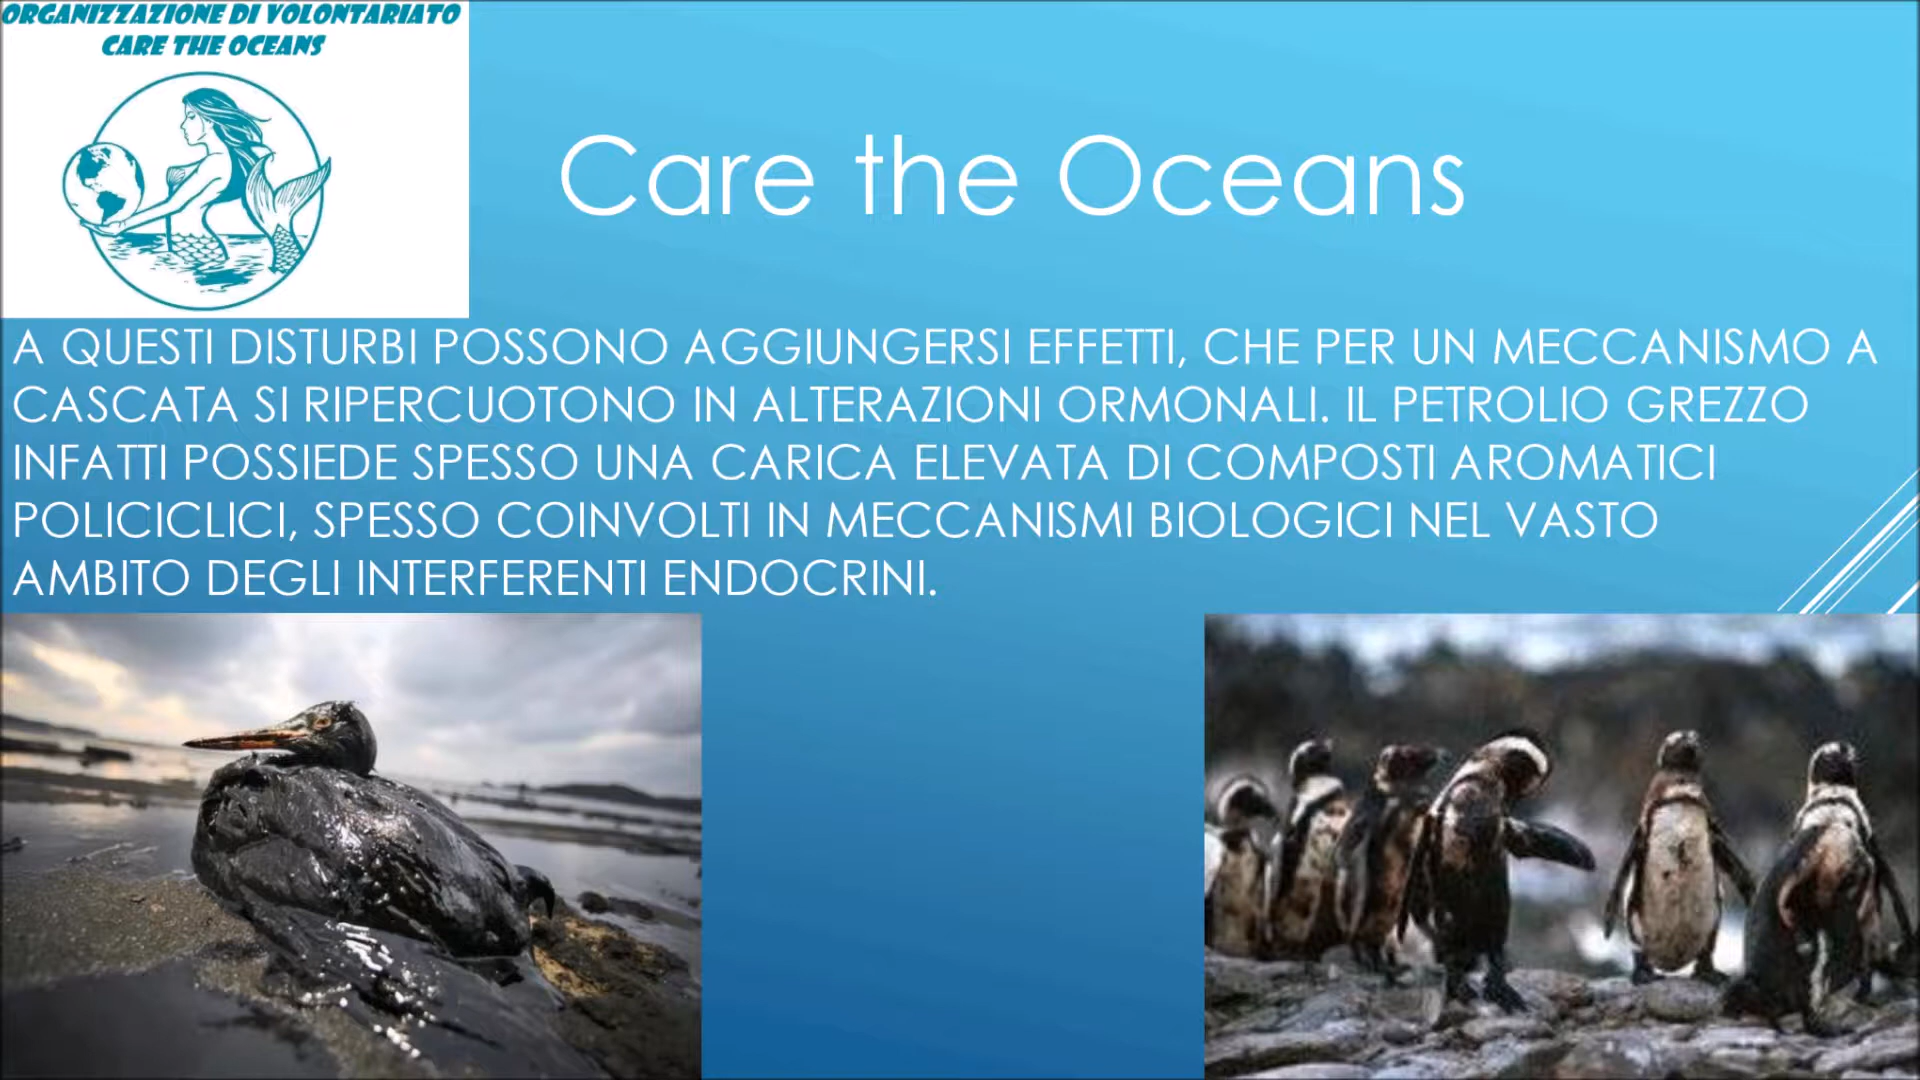 ORGANIZZAZIONE DI VOLONTARIATO
CARE THE OCEANS
Care the Oceans
A QUESTI DISTURBI POSSONO AGGIUNGERSI EFFETTI, CHE PER UN MECCANISMO A
CASCATA SI RIPERCUOTONO IN ALTERAZIONI ORMONALI. IL PETROLIO GREZZO
INFATTI POSSIEDE SPESSO UNA CARICA ELEVATA DI COMPOSTI AROMATICI
POLICICLICI, SPESSO COINVOLTI IN MECCANISMI BIOLOGICI NEL VASTO
AMBITO DEGLI INTERFERENTI ENDOCRINI.